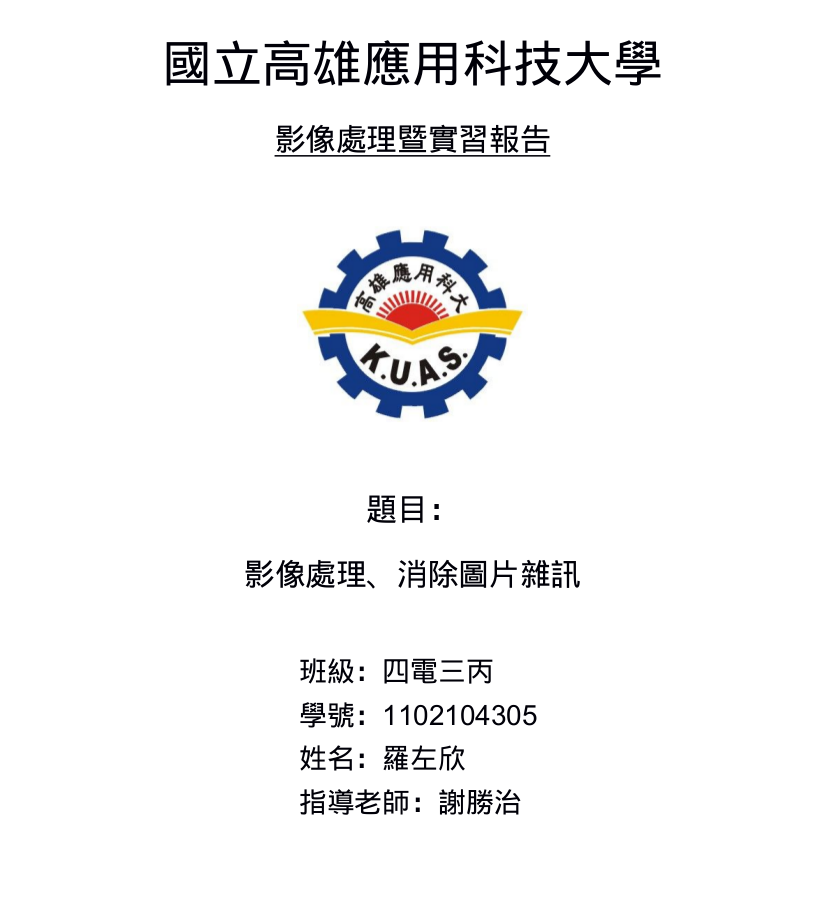 國立高雄應用科技大學
影像處理暨實習報告
高雄應用科大
K.U.A.S.
題目：
影像處理、消除圖片雜訊
班級：四電三丙
學號：1102104305
姓名：羅左欣
指導老師：謝勝治